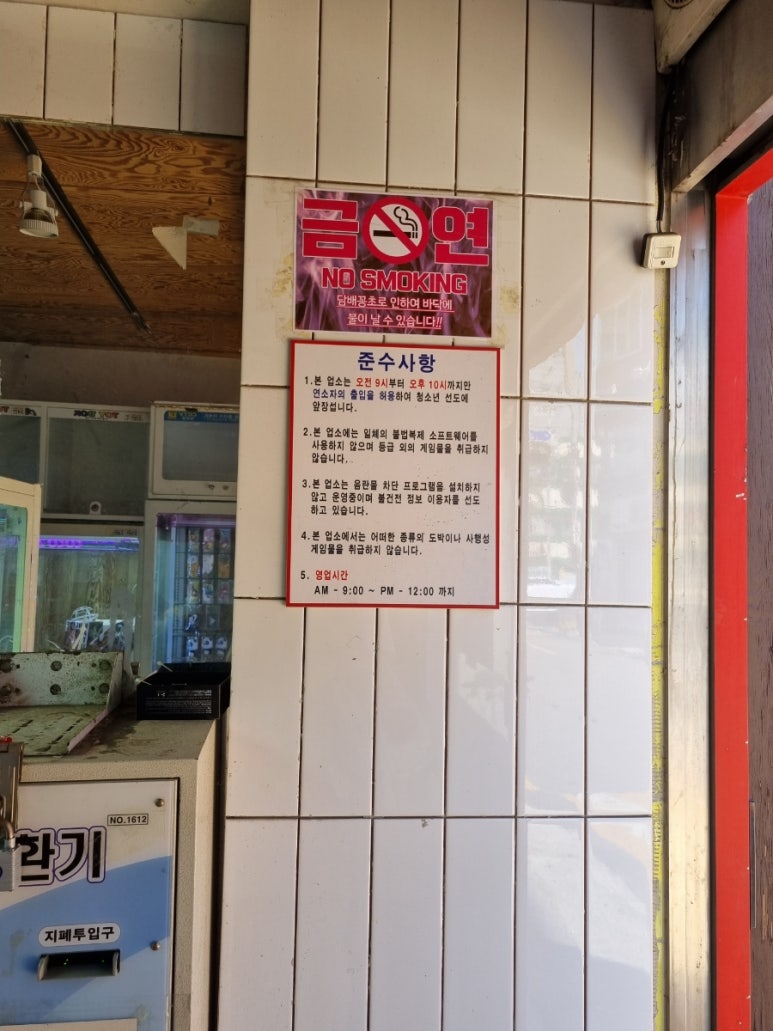 금연
NO SMOKING
담배꽁초로 인하여 바닥에
불이 날 수 있습니다!!
준수사항
1.본 업소는 오전 9시부터 오후 10시까지만
연소자의 출입을 허용하여 청소년 선도에
앞장섭니다.
2.본 업소에는 일체의 불법복제 소프트웨어를
사용하지 않으며 등급 외의 게임물을 취급하지
않습니다.
3.본 업소는 음란물 차단 프로그램을 설치하지
않고 운영중이며 불건전 정보 이용자를 선도
하고 있습니다.
4.본 업소에서는 어떠한 종류의 도박이나 사행성
게임물을 취급하지 않습니다.
5. 영업시간
AM - 9:00 ~ PM - 12:00 까지
NO.1612
환기
지폐투입구